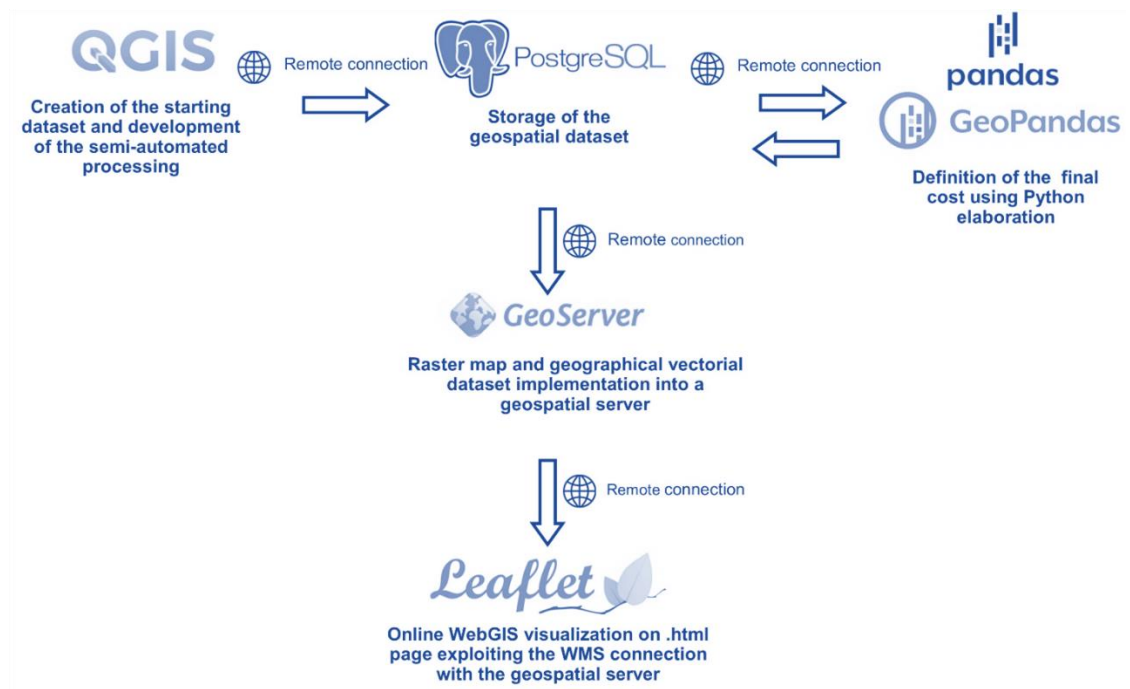 QGIS
Remote connection
Creation of the starting
dataset and development
of the semi-automated
processing
PostgreSQL
Storage of the
geospatial dataset
Remote connection
pandas
GeoPandas
Definition of the final
cost using Python
elaboration
Remote connection
GeoServer
Raster map and geographical vectorial
dataset implementation into a
geospatial server
Remote connection
Leaflet
Online WebGIS visualization on .html
page exploiting the WMS connection
with the geospatial server